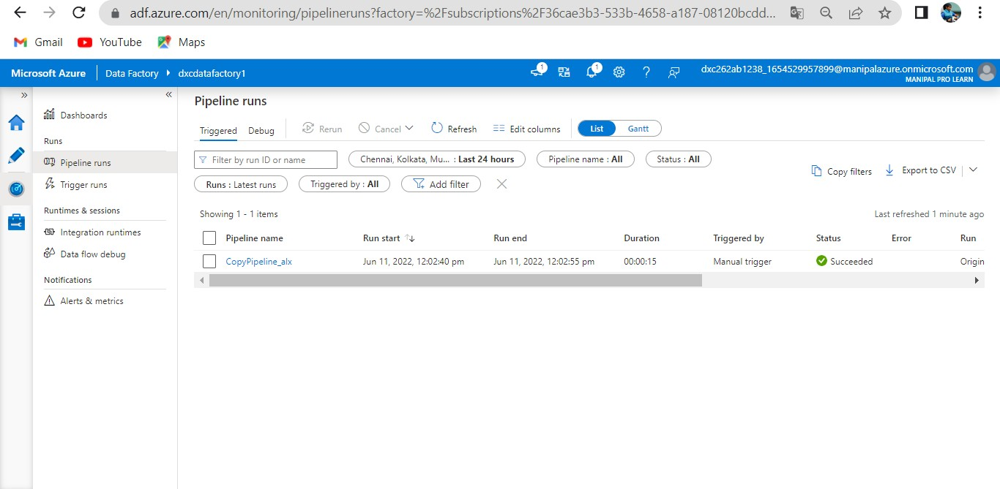 adf.azure.com/en/monitoring/pipelineruns?factory=%2Fsubscriptions%2F36cae3b3-533b-4658-a187-08120bcdd...
Gmail YouTube Maps
Microsoft Azure Data Factory dxcdatafactory1 1 1 ? dxc262ab1238_1654529957899@manipalazure.onmicrosoft.com
MANIPAL PRO LEARN
» «
Dashboards
Runs
Pipeline runs
Trigger runs
Runtimes & sessions
Integration runtimes
Data flow debug
Notifications
Alerts & metrics
Pipeline runs
Triggered Debug Rerun Cancel Refresh Edit columns List Gantt
Filter by run ID or name Chennai, Kolkata, Mu... : Last 24 hours Pipeline name : All Status : All
Runs : Latest runs Triggered by : All Add filter Copy filters Export to CSV
Showing 1 - 1 items Last refreshed 1 minute ago
Pipeline name Run start Run end Duration Triggered by Status Error Run
CopyPipeline_alx Jun 11, 2022, 12:02:40 pm Jun 11, 2022, 12:02:55 pm 00:00:15 Manual trigger Succeeded Origin